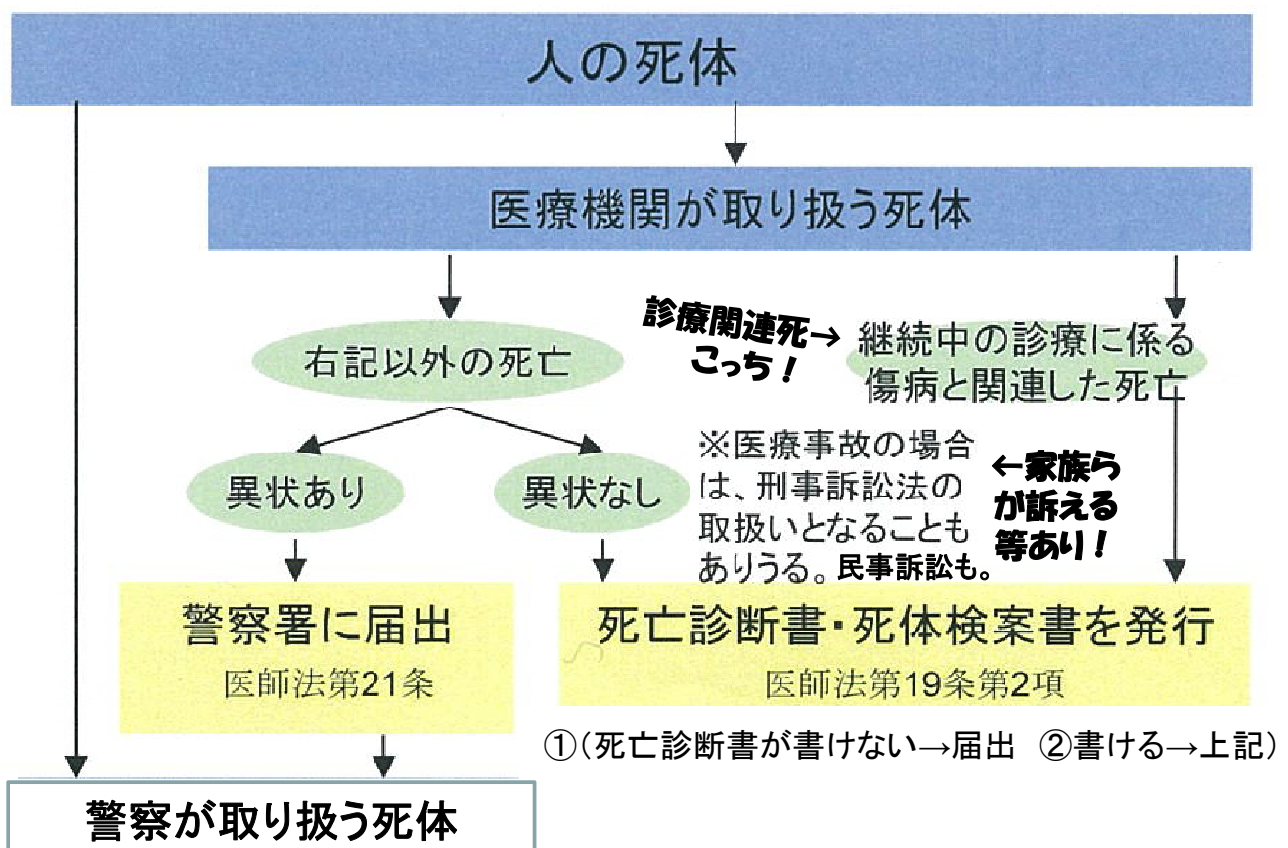 人の死体
医療機関が取り扱う死体
右記以外の死亡
診療関連死→
こっち！
継続中の診療に係る
傷病と関連した死亡
異状あり
異状なし
※医療事故の場合
は、刑事訴訟法の
取扱いとなることも
ありうる。民事訴訟も。
←家族ら
が訴える
等あり！
警察署に届出
医師法第21条
死亡診断書・死体検案書を発行
医師法第19条第2項
①（死亡診断書が書けない→届出　②書ける→上記）
警察が取り扱う死体